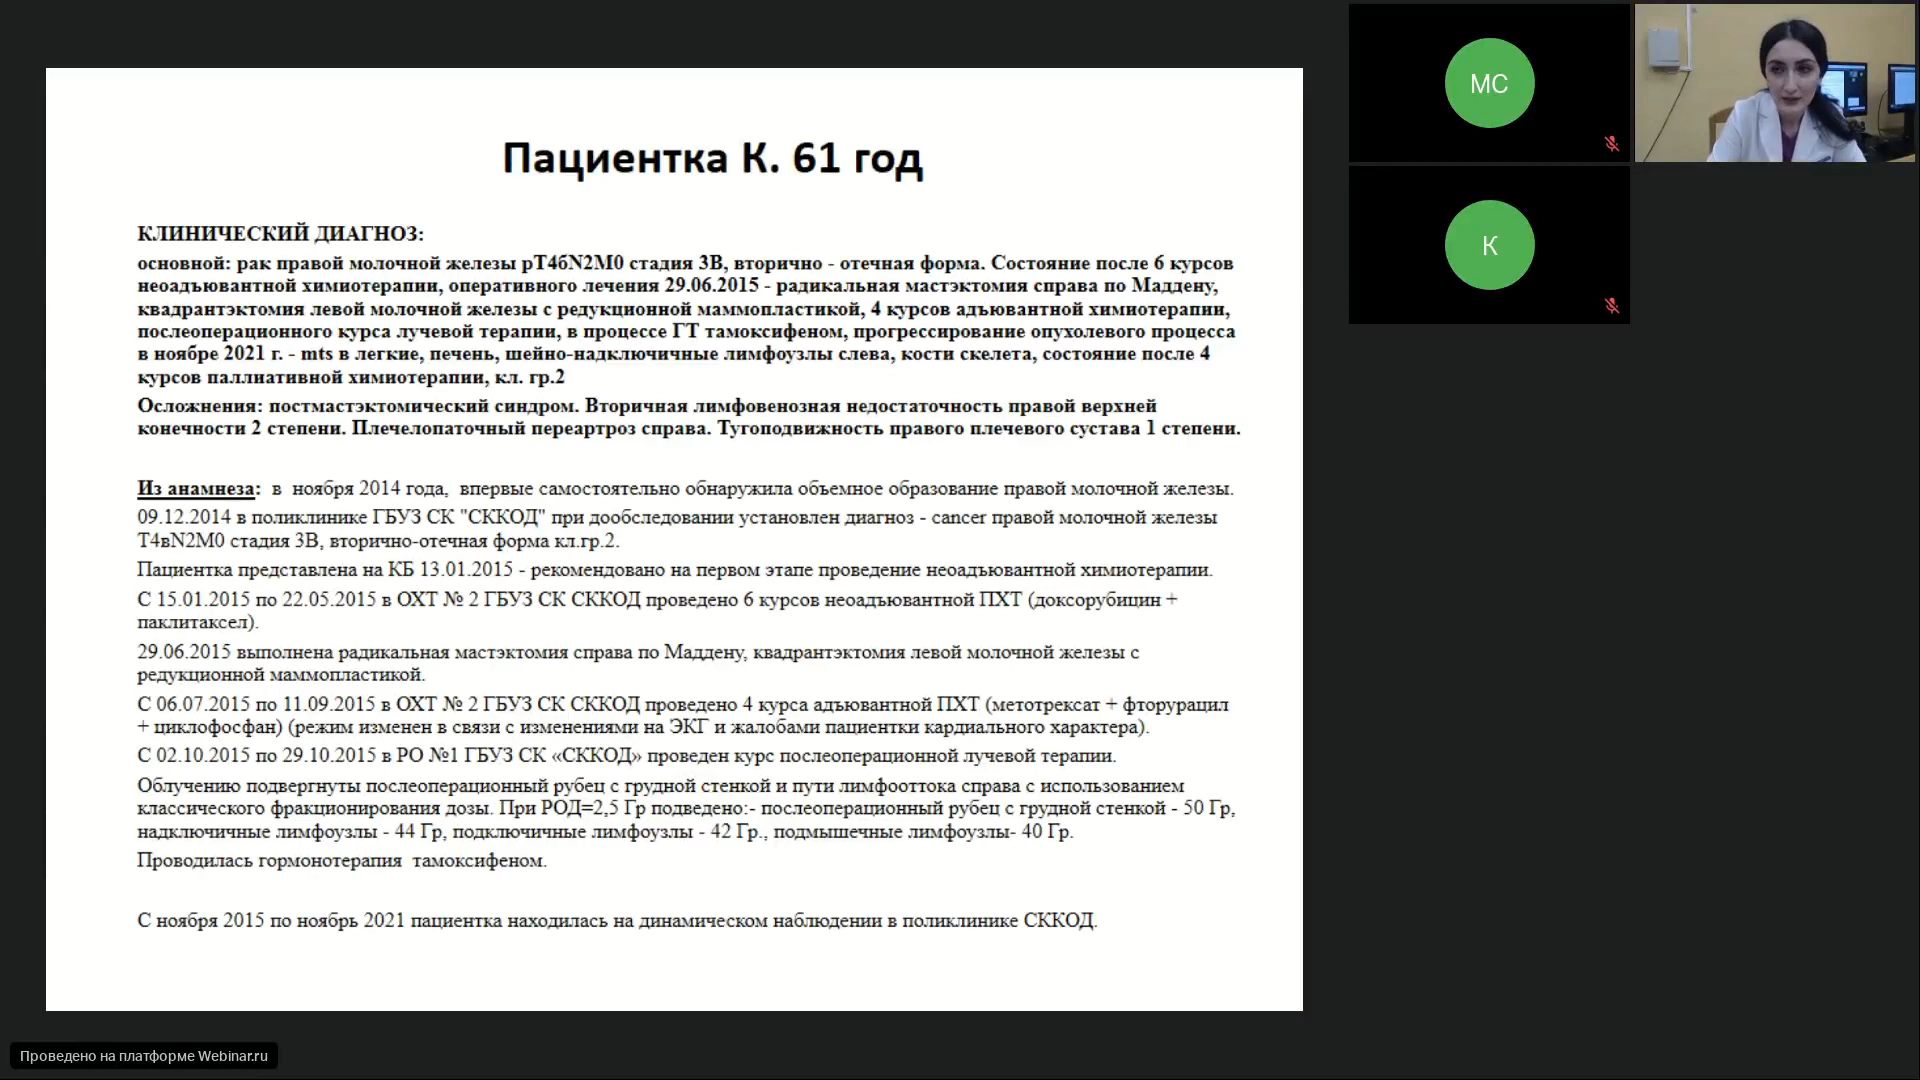 Пациентка К. 61 год
КЛИНИЧЕСКИЙ ДИАГНОЗ:
основной: рак правой молочной железы рТ4бN2М0 стадия 3В, вторично - отечная форма. Состояние после 6 курсов
неоадъювантной химиотерапии, оперативного лечения 29.06.2015 - радикальная мастэктомия справа по Маддену,
квадрантэктомия левой молочной железы с редукционной маммопластикой, 4 курсов адъювантной химиотерапии,
послеоперационного курса лучевой терапии, в процессе ГТ тамоксифеном, прогрессирование опухолевого процесса
в ноябре 2021 г. - mts в легкие, печень, шейно-надключичные лимфоузлы слева, кости скелета, состояние после 4
курсов паллиативной химиотерапии, кл. гр.2
Осложнения: постмастэктомический синдром. Вторичная лимфовенозная недостаточность правой верхней
конечности 2 степени. Плечелопаточный переартроз справа. Тугоподвижность правого плечевого сустава 1 степени.
Из анамнеза: в ноября 2014 года, впервые самостоятельно обнаружила объемное образование правой молочной железы.
09.12.2014 в поликлинике ГБУЗ СК "СККОД" при дообследовании установлен диагноз - cancer правой молочной железы
Т4вN2М0 стадия 3В, вторично-отечная форма кл.гр.2.
Пациентка представлена на КБ 13.01.2015 - рекомендовано на первом этапе проведение неоадъювантной химиотерапии.
С 15.01.2015 по 22.05.2015 в ОХТ № 2 ГБУЗ СК СККОД проведено 6 курсов неоадъювантной ПХТ (доксорубицин +
паклитаксел).
29.06.2015 выполнена радикальная мастэктомия справа по Маддену, квадрантэктомия левой молочной железы с
редукционной маммопластикой.
С 06.07.2015 по 11.09.2015 в ОХТ № 2 ГБУЗ СК СККОД проведено 4 курса адъювантной ПХТ (метотрексат + фторурацил
+ циклофосфан) (режим изменен в связи с изменениями на ЭКГ и жалобами пациентки кардиального характера).
С 02.10.2015 по 29.10.2015 в РО №1 ГБУЗ СК «СККОД» проведен курс послеоперационной лучевой терапии.
Облучению подвергнуты послеоперационный рубец с грудной стенкой и пути лимфооттока справа с использованием
классического фракционирования дозы. При РОД=2,5 Гр подведено:- послеоперационный рубец с грудной стенкой - 50 Гр,
надключичные лимфоузлы - 44 Гр, подключичные лимфоузлы - 42 Гр., подмышечные лимфоузлы- 40 Гр.
Проводилась гормонотерапия тамоксифеном.
С ноября 2015 по ноябрь 2021 пациентка находилась на динамическом наблюдении в поликлинике СККОД.
МС
К
Проведено на платформе Webinar.ru